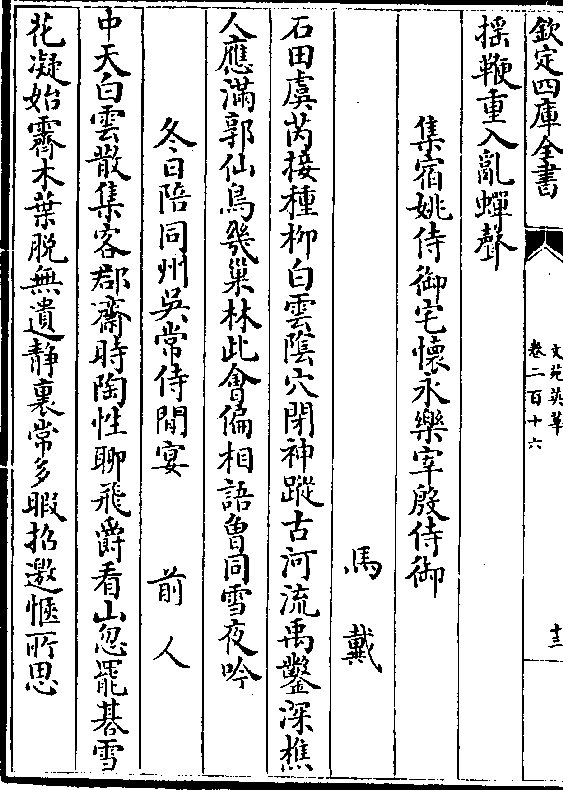 欽定四庫全書
文苑英華
卷二百十六
十三
揺鞭重入亂蟬聲
集宿姚侍御宅懷永樂宰殷侍御
馬戴
石田虞芮接種柳白雲隂穴閉神蹤古河流禹鑿深樵
人應滿郭仙鳥幾巢林此㑹偏相語曽同雪夜吟
冬日陪同州吳常侍閒宴
前人
中天白雲散集客郡齋時陶性聊飛爵看山忽罷碁雪
花凝始霽木葉脱無遺静裏常多暇招邀愜所思